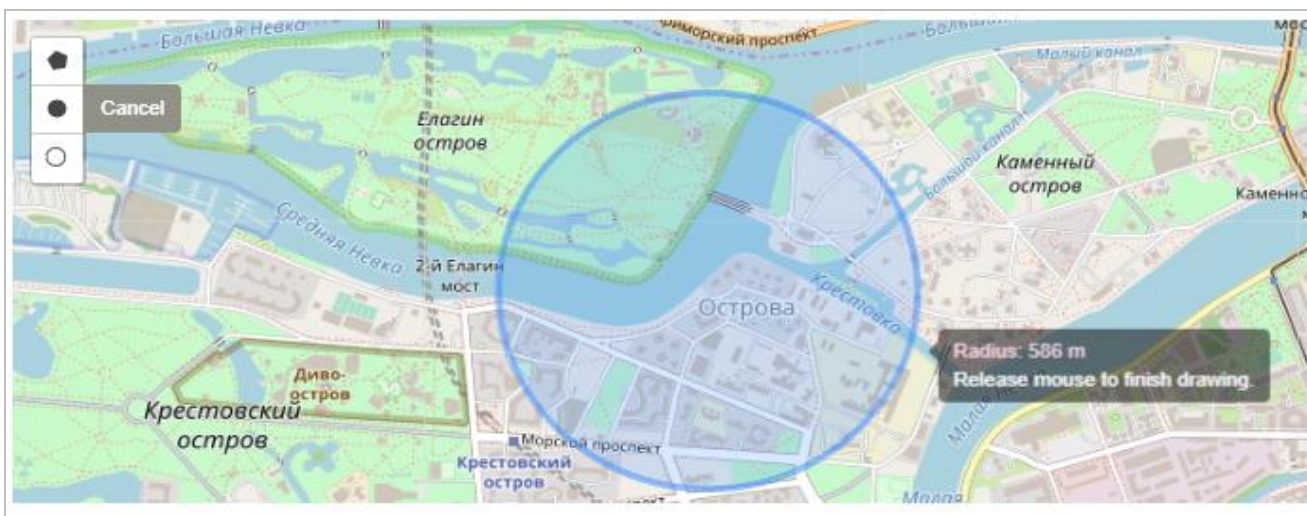 Большая Невка
Приморский проспект
Большая
Малый канал
Cancel
Елагин
остров
Каменный
остров
Большой канал
Средняя Невка
2-й Елагин
мост
Острова
Крестовка
Radius: 586 m
Release mouse to finish drawing.
Диво-
остров
Крестовский
остров
Морской проспект
Крестовский
остров
Малая
Малая